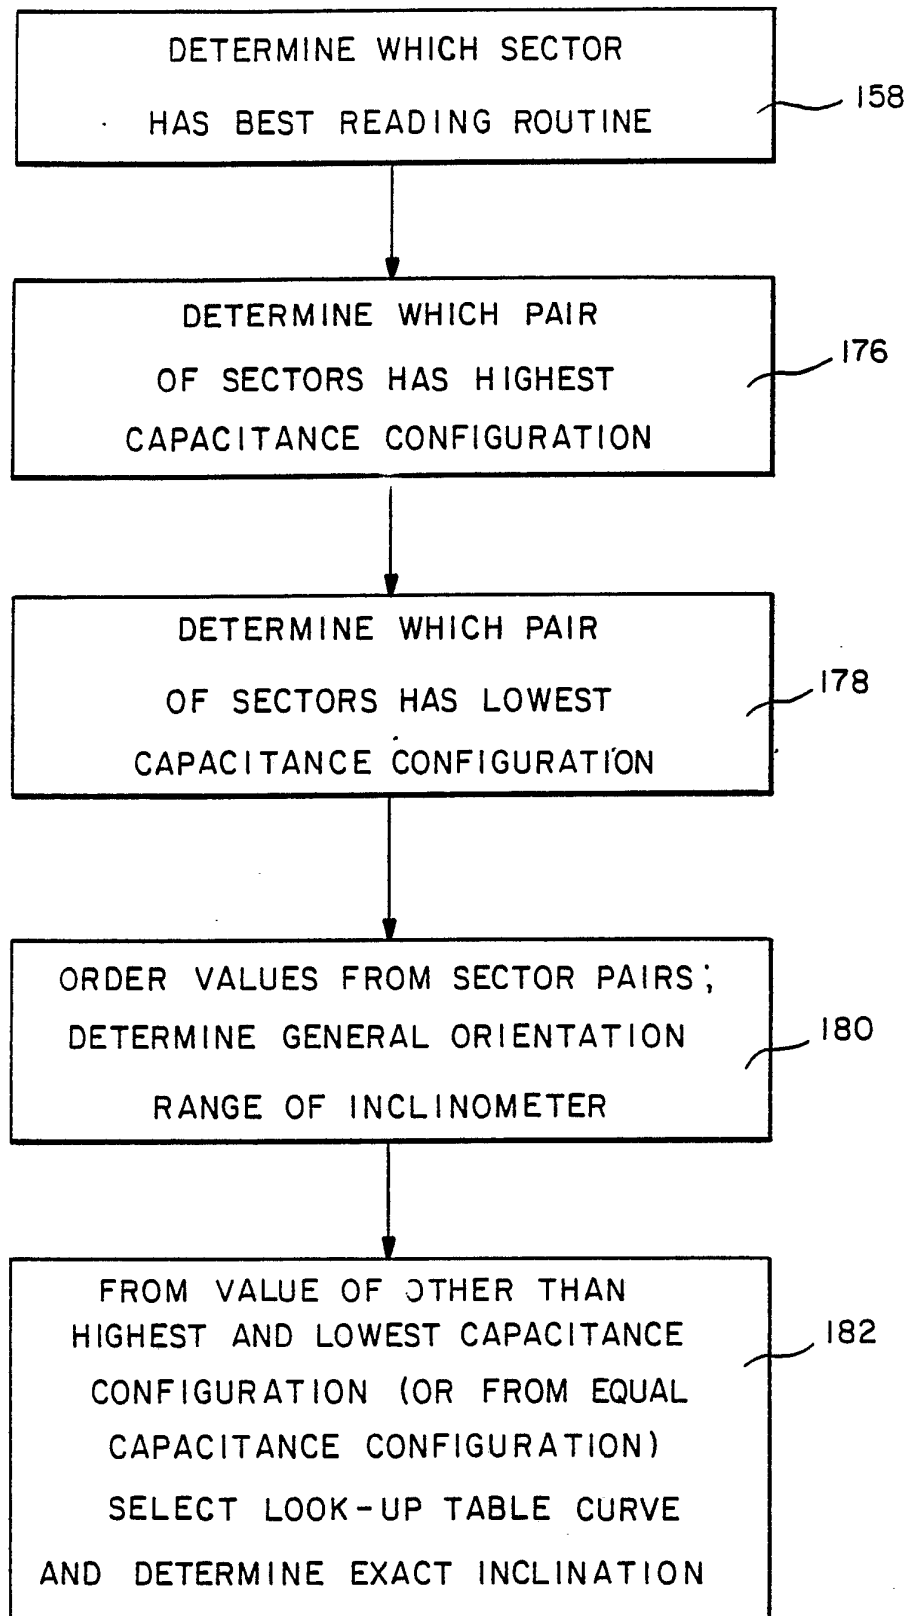 DETERMINE WHICH SECTOR
HAS BEST READING ROUTINE
158
DETERMINE WHICH PAIR
OF SECTORS HAS HIGHEST
CAPACITANCE CONFIGURATION
176
DETERMINE WHICH PAIR
OF SECTORS HAS LOWEST
CAPACITANCE CONFIGURATION
178
ORDER VALUES FROM SECTOR PAIRS;
DETERMINE GENERAL ORIENTATION
RANGE OF INCLINOMETER
180
FROM VALUE OF OTHER THAN
HIGHEST AND LOWEST CAPACITANCE
CONFIGURATION (OR FROM EQUAL
CAPACITANCE CONFIGURATION)
SELECT LOOK-UP TABLE CURVE
AND DETERMINE EXACT INCLINATION
182